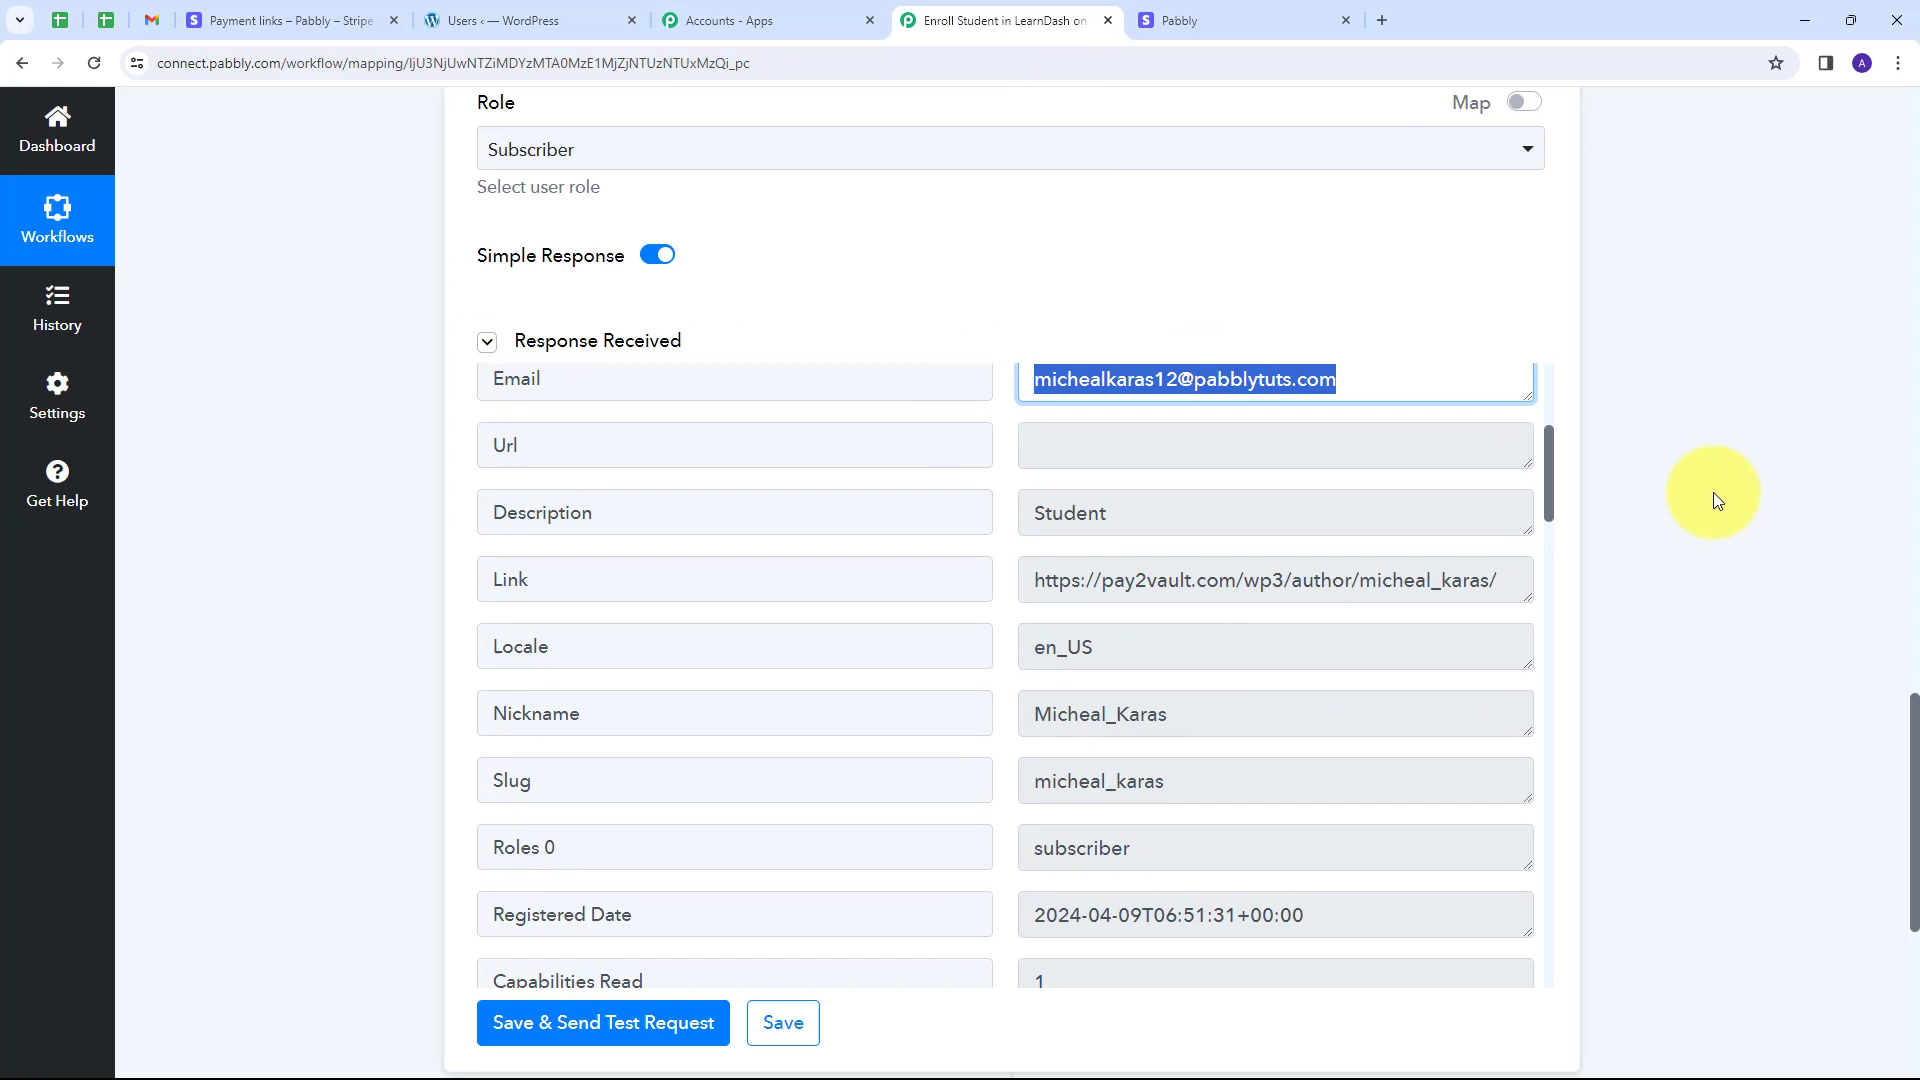 Payment links – Pabbly – Stripe
Users ‹ — WordPress
Accounts - Apps
Enroll Student in LearnDash on
Pabbly
connect.pabbly.com/workflow/mapping/IjU3NjUwNTZiMDYzMTA0MzE1MjZjNTUzNTUxMzQi_pc
A
Dashboard
Workflows
History
Settings
Get Help
Role
Map
Subscriber
Select user role
Simple Response
Response Received
Email
michealkaras12@pabblytuts.com
Url
Description
Student
Link
https://pay2vault.com/wp3/author/micheal_karas/
Locale
en_US
Nickname
Micheal_Karas
Slug
micheal_karas
Roles 0
subscriber
Registered Date
2024-04-09T06:51:31+00:00
Capabilities Read
1
Save & Send Test Request
Save